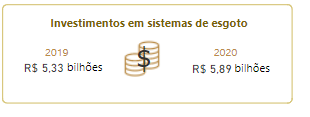 Investimentos em sistemas de esgoto
2019 2020
R$ 5,33 bilhões $ R$ 5,89 bilhões